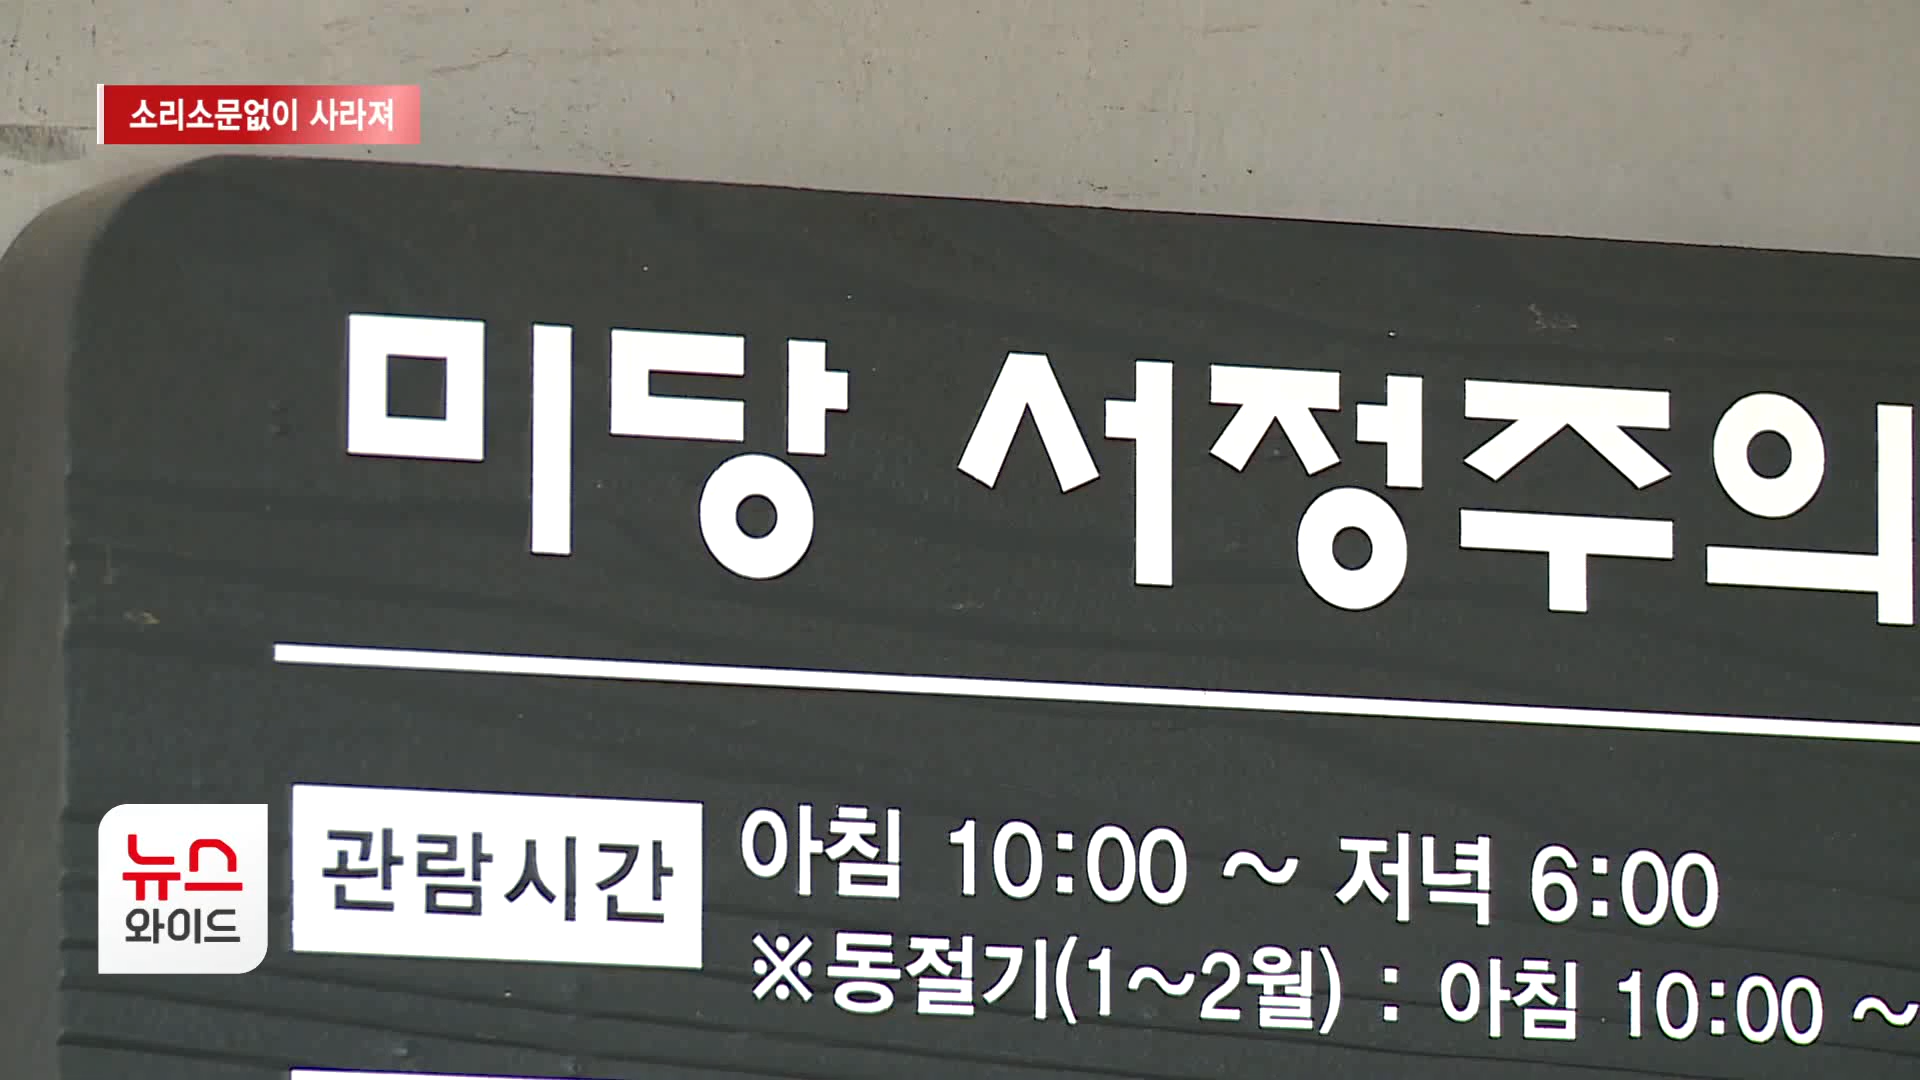 소리소문없이 사라져
미당 서정주의
관람시간 아침 10:00 ~ 저녁 6:00
※동절기(1~2월) : 아침 10:00 ~
뉴스
와이드